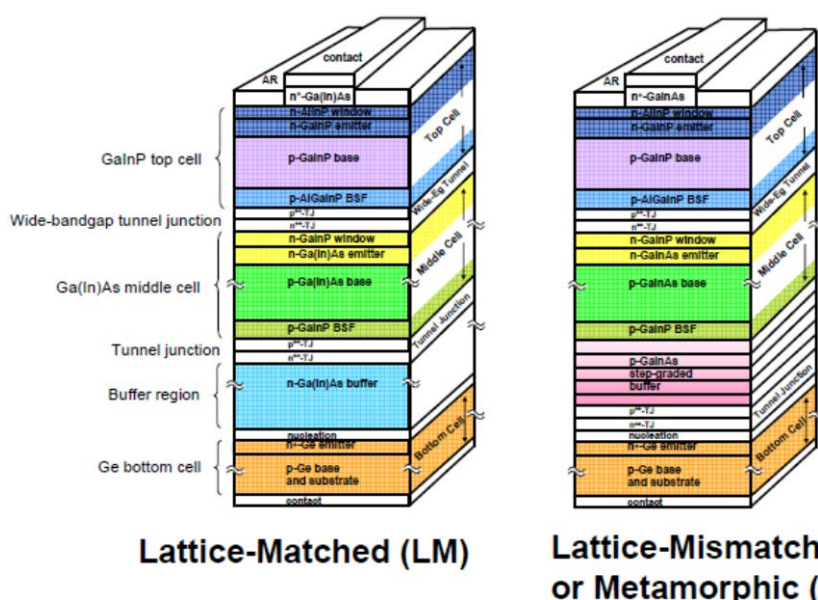 contact
AR
n⁺-Ga(In)As
n-AlInP window
n-GaInP emitter
p-GaInP base
p-AlGaInP BSF
p⁺⁺-TJ
n⁺⁺-TJ
n-GaInP window
n-Ga(In)As emitter
p-Ga(In)As base
p-GaInP BSF
p⁺⁺-TJ
n⁺⁺-TJ
n-Ga(In)As buffer
nucleation
n⁺-Ge emitter
p-Ge base
and substrate
contact
Top Cell
Wide-Eg Tunnel
Middle Cell
Tunnel Junction
Bottom Cell
GaInP top cell
Wide-bandgap tunnel junction
Ga(In)As middle cell
Tunnel junction
Buffer region
Ge bottom cell
Lattice-Matched (LM)
contact
AR
n⁺-GaInAs
n-AlInP window
n-GaInP emitter
p-GaInP base
p-AlGaInP BSF
p⁺⁺-TJ
n⁺⁺-TJ
n-GaInP window
n-GaInAs emitter
p-GaInAs base
p-GaInP BSF
p-GaInAs
step-graded
buffer
p⁺⁺-TJ
n⁺⁺-TJ
nucleation
n⁺-Ge emitter
p-Ge base
and substrate
contact
Top Cell
Wide-Eg Tunnel
Middle Cell
Tunnel Junction
Bottom Cell
Lattice-Mismatch
or Metamorphic (